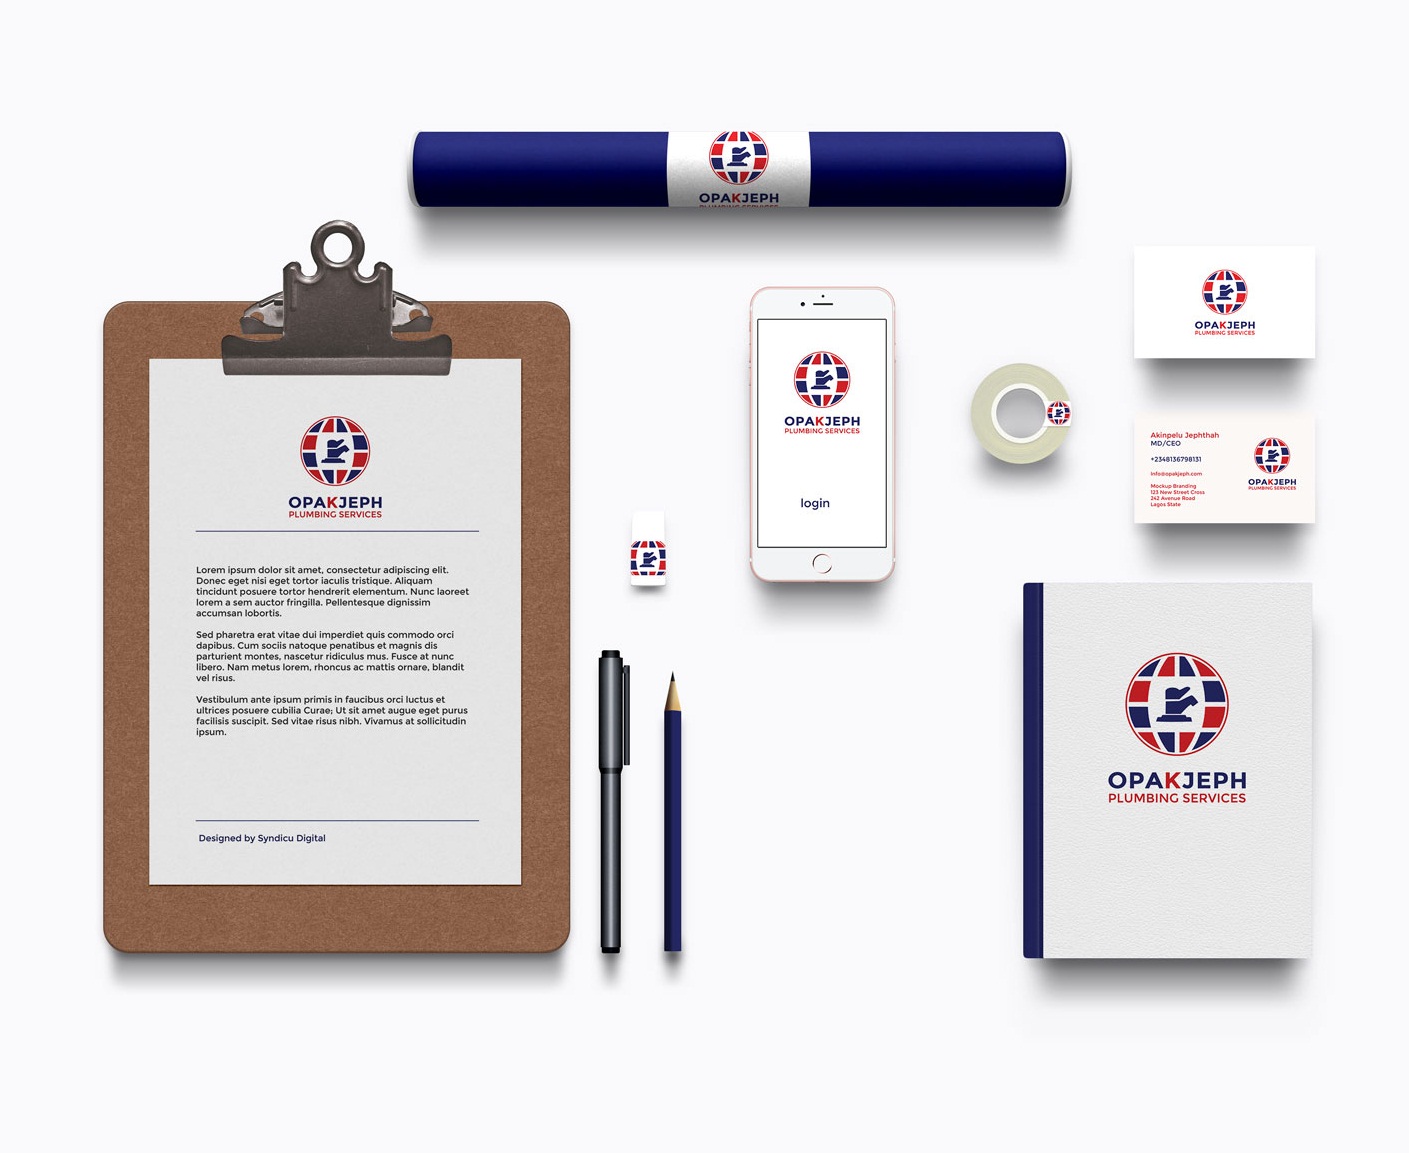 OPAKJEPH
PLUMBING SERVICES
OPAKJEPH
PLUMBING SERVICES
Lorem ipsum dolor sit amet, consectetur adipiscing elit.
Donec eget nisi eget tortor iaculis tristique. Aliquam
tincidunt posuere tortor hendrerit elementum. Nunc laoreet
lorem a sem auctor fringilla. Pellentesque dignissim
accumsan lobortis.
Sed pharetra erat vitae dui imperdiet quis commodo orci
dapibus. Cum sociis natoque penatibus et magnis dis
parturient montes, nascetur ridiculus mus. Fusce at nunc
libero. Nam metus lorem, rhoncus ac mattis ornare, blandit
vel risus.
Vestibulum ante ipsum primis in faucibus orci luctus et
ultrices posuere cubilia Curae; Ut sit amet augue eget purus
facilisis suscipit. Sed vitae risus nibh. Vivamus at sollicitudin
ipsum.
Designed by Syndicu Digital
OPAKJEPH
PLUMBING SERVICES
login
OPAKJEPH
PLUMBING SERVICES
Akinpelu Jephthah
MD/CEO
+2348136798131
Info@opakjeph.com
Mockup Branding
123 New Street Cross
242 Avenue Road
Lagos State
OPAKJEPH
PLUMBING SERVICES
OPAKJEPH
PLUMBING SERVICES